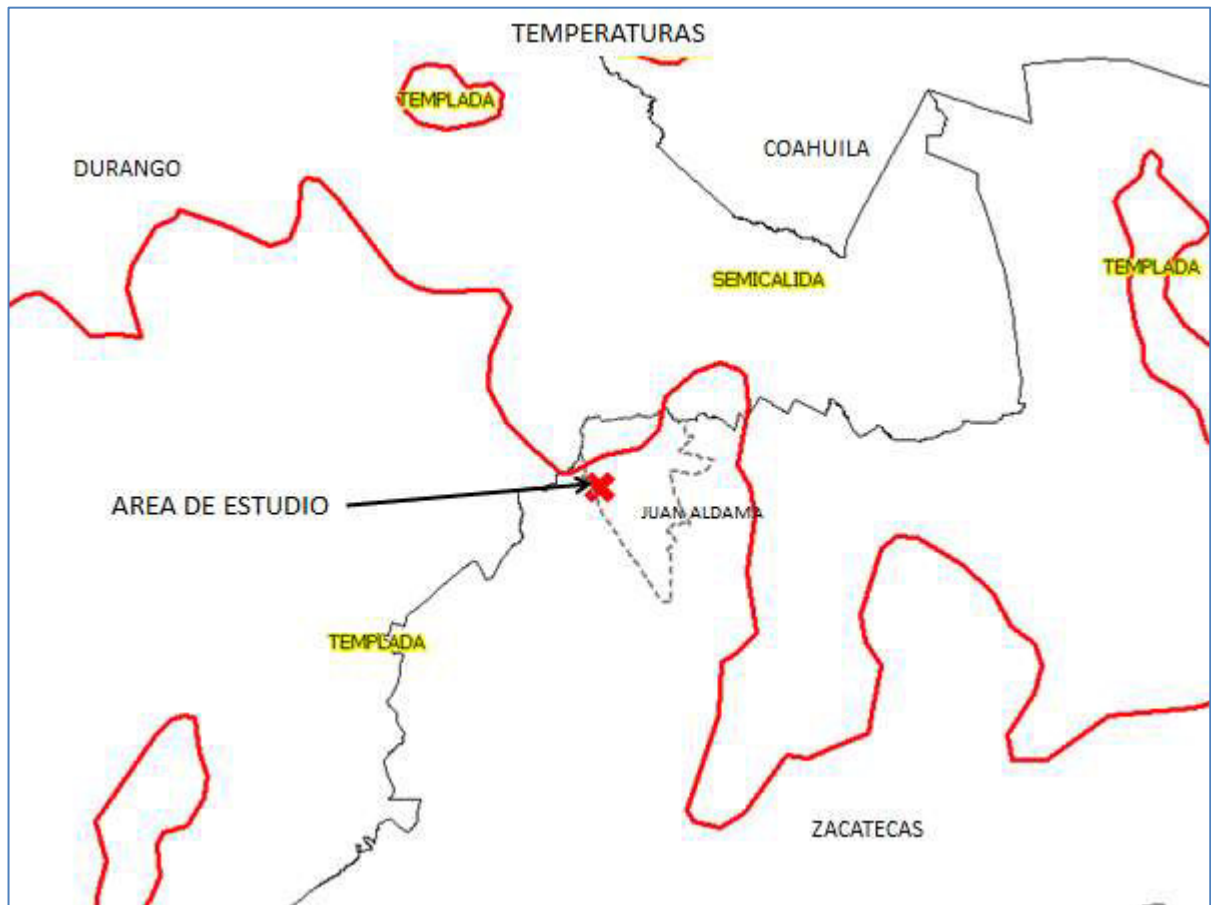 TEMPERATURAS
TEMPLADA
COAHUILA
DURANGO
TEMPLADA
SEMICALIDA
AREA DE ESTUDIO
JUAN ALDAMA
TEMPLADA
ZACATECAS